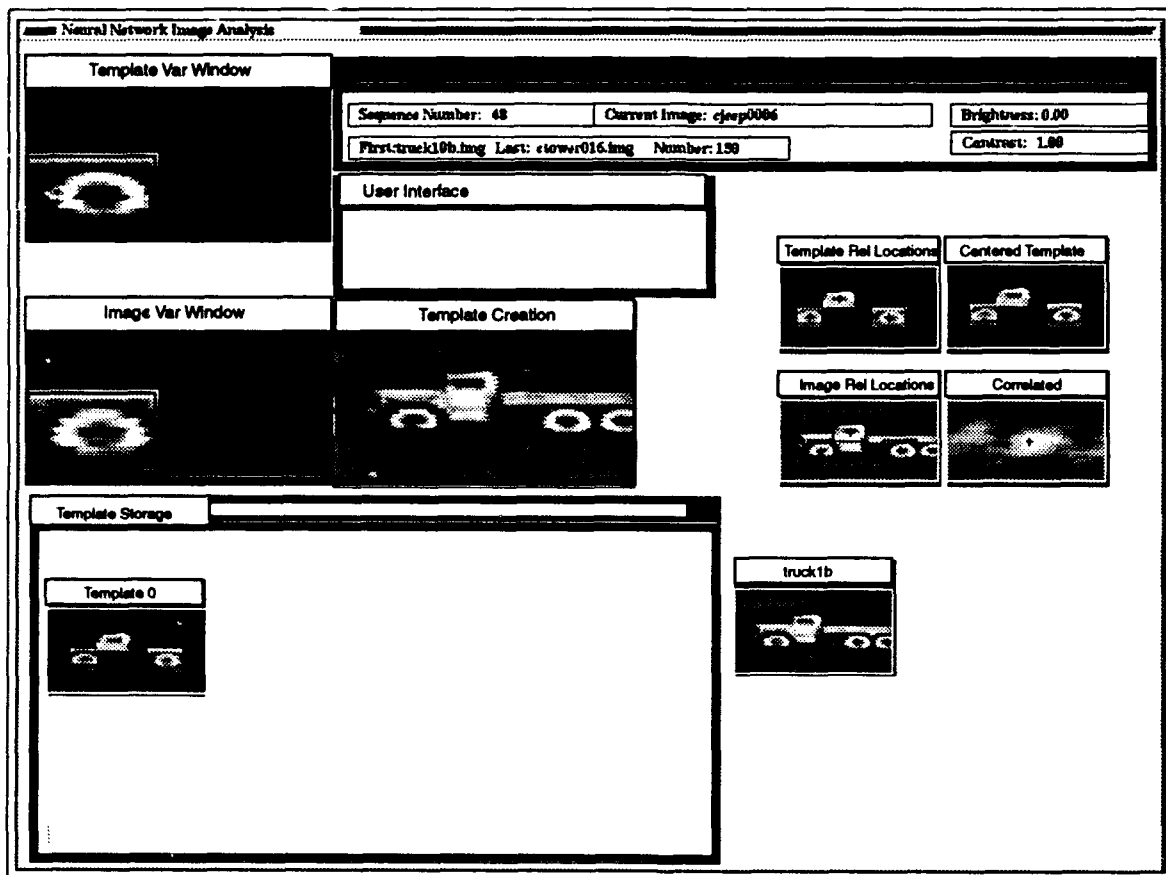 Neural Network Image Analysis
Template Var Window
Sequence Number: 48
Current Image: cjeep0006
Brightness: 0.00
First:truck10b.img Last: ctower016.img Number: 150
Contrast: 1.00
User Interface
Template Rel Locations
Centered Template
Image Var Window
Template Creation
Image Rel Locations
Correlated
Template Storage
truck1b
Template 0